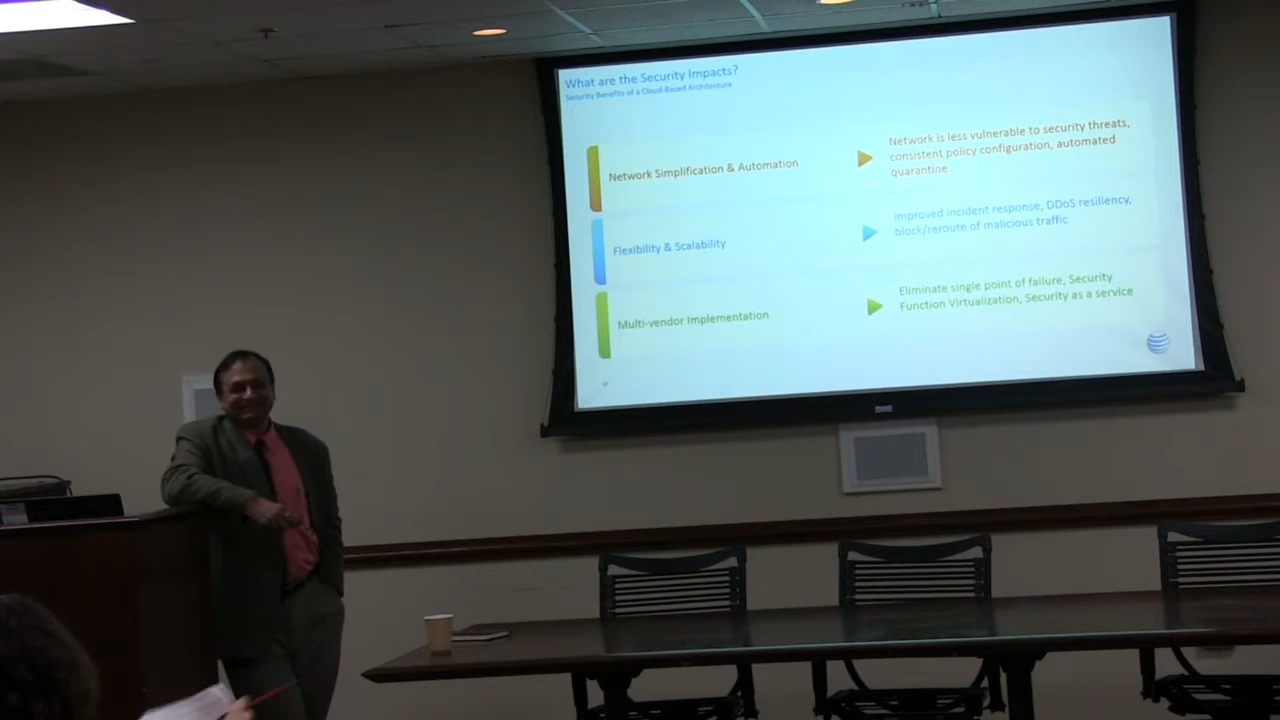 What are the Security Impacts?
Security Benefits of a Cloud-Based Architecture
Network Simplification & Automation
Network is less vulnerable to security threats,
consistent policy configuration, automated
quarantine
Flexibility & Scalability
Improved incident response, DDoS resiliency,
block/reroute of malicious traffic
Multi-vendor Implementation
Eliminate single point of failure, Security
Function Virtualization, Security as a service